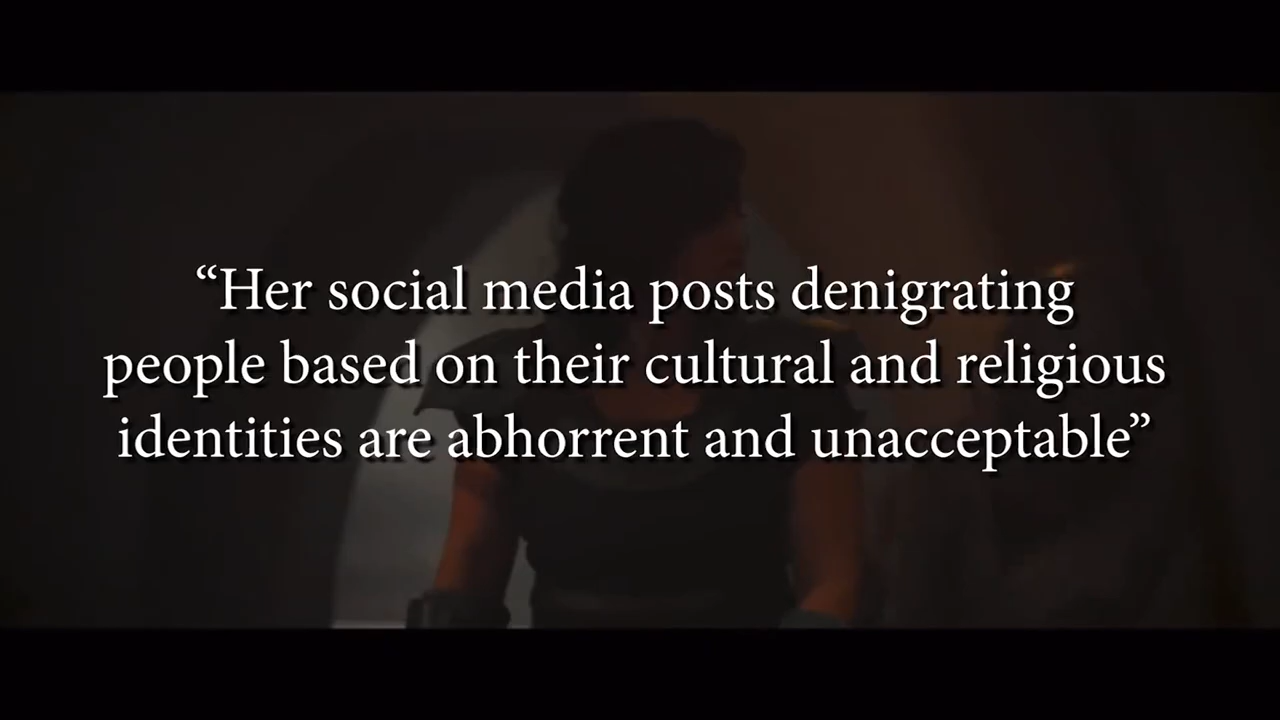 “Her social media posts denigrating
people based on their cultural and religious
identities are abhorrent and unacceptable”